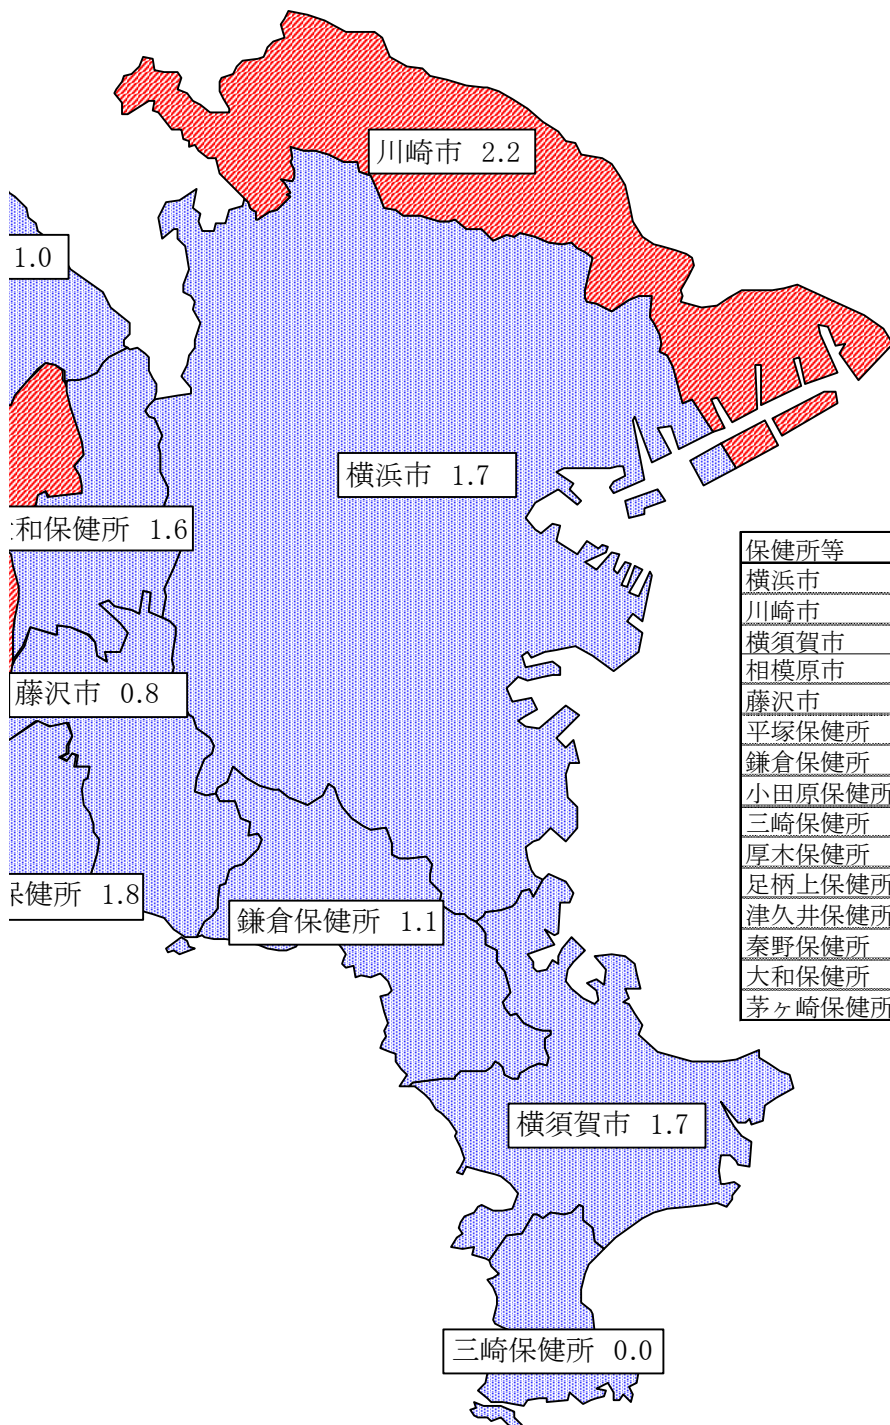 川崎市 2.2
1.0
横浜市 1.7
和保健所 1.6
藤沢市 0.8
保健所 1.8
鎌倉保健所 1.1
横須賀市 1.7
三崎保健所 0.0
保健所等
横浜市
川崎市
横須賀市
相模原市
藤沢市
平塚保健所
鎌倉保健所
小田原保健所
三崎保健所
厚木保健所
足柄上保健所
津久井保健所
秦野保健所
大和保健所
茅ヶ崎保健所